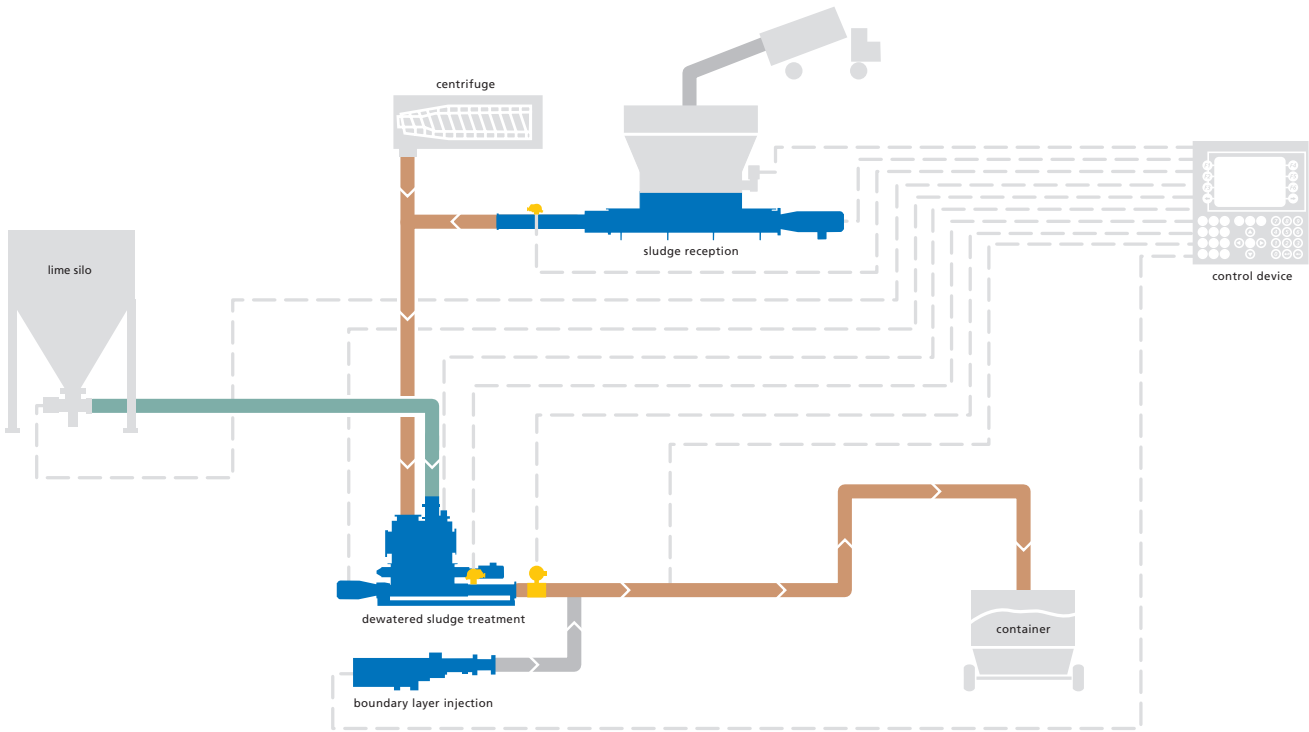 centrifuge
sludge reception
lime silo
control device
dewatered sludge treatment
container
boundary layer injection